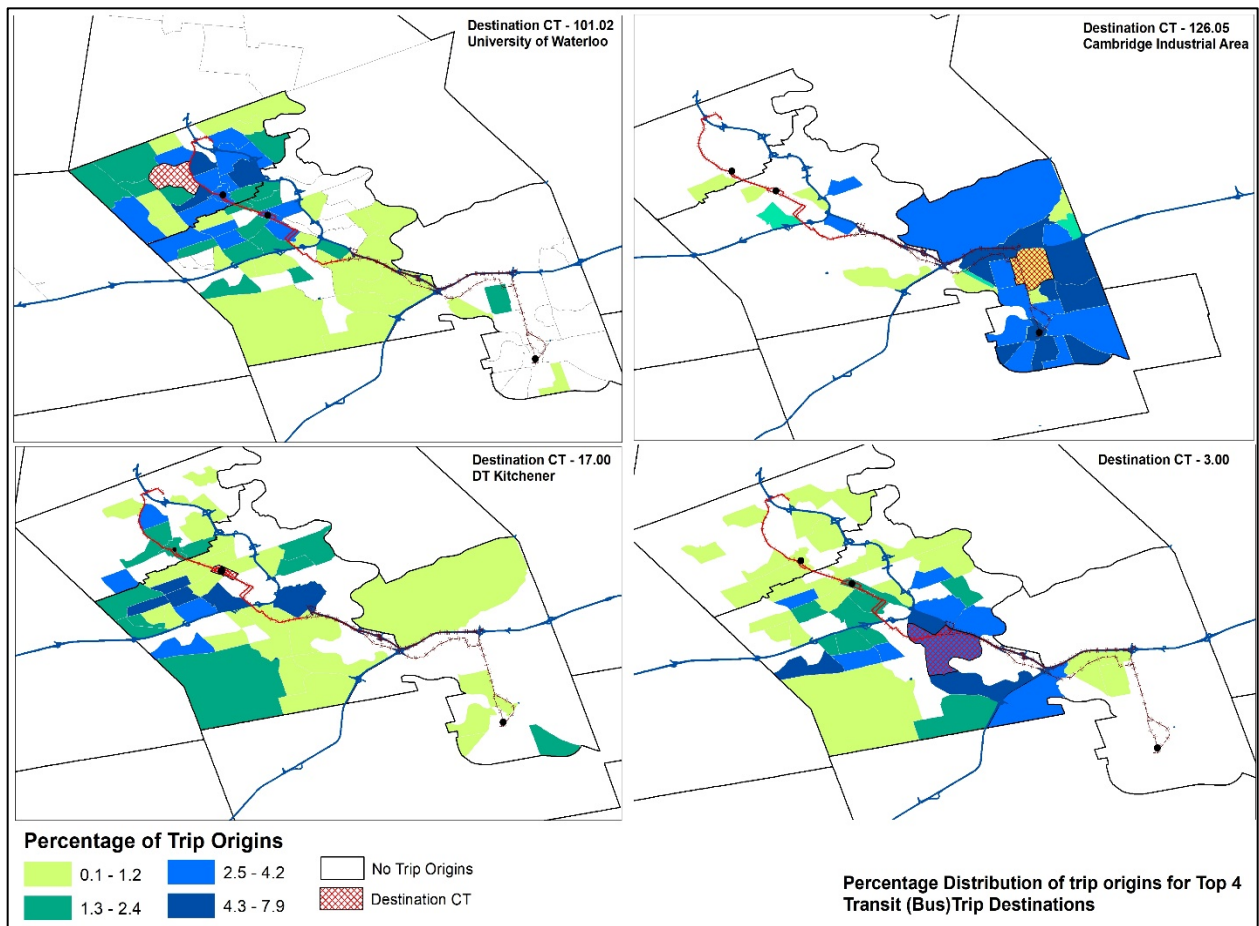 Destination CT - 101.02
University of Waterloo
Destination CT - 126.05
Cambridge Industrial Area
Destination CT - 17.00
DT Kitchener
Destination CT - 3.00
Percentage of Trip Origins
0.1 - 1.2
2.5 - 4.2
No Trip Origins
1.3 - 2.4
4.3 - 7.9
Destination CT
Percentage Distribution of trip origins for Top 4
Transit (Bus)Trip Destinations